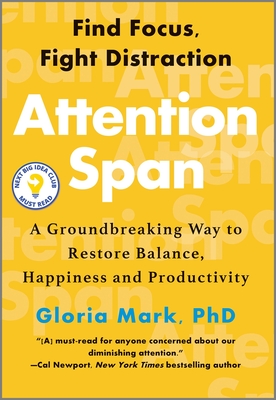 Find Focus,
Fight Distraction
Attention
Span
NEXT BIG IDEA CLUB
MUST READ
A Groundbreaking Way to
Restore Balance,
Happiness and Productivity
Gloria Mark, PhD
"[A] must-read for anyone concerned about our
diminishing attention."
—Cal Newport, New York Times bestselling author